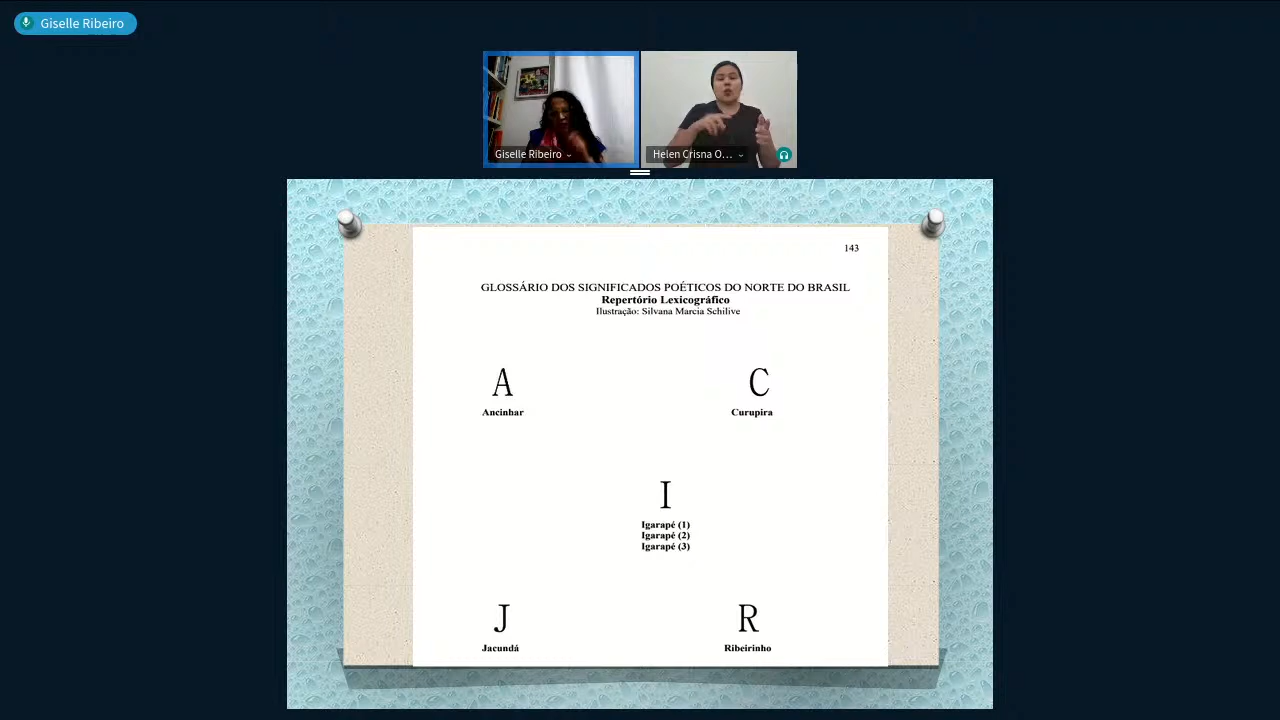 Giselle Ribeiro
Giselle Ribeiro
Helen Crisna O...
143
GLOSSÁRIO DOS SIGNIFICADOS POÉTICOS DO NORTE DO BRASIL
Repertório Lexicográfico
Ilustração: Silvana Marcia Schilive
A
Ancinhar
C
Curupira
I
Igarapé (1)
Igarapé (2)
Igarapé (3)
J
Jacundá
R
Ribeirinho